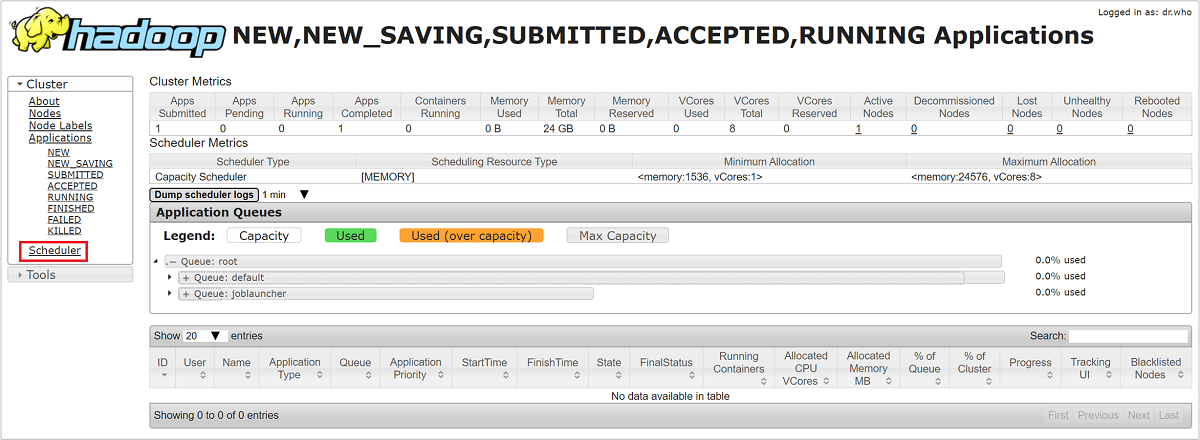 Logged in as: dr.who
hadoop
NEW,NEW_SAVING,SUBMITTED,ACCEPTED,RUNNING Applications
Cluster
About
Nodes
Node Labels
Applications
NEW
NEW_SAVING
SUBMITTED
ACCEPTED
RUNNING
FINISHED
FAILED
KILLED
Scheduler
Tools
Cluster Metrics
Apps Submitted Apps Pending Apps Running Apps Completed Containers Running Memory Used Memory Total Memory Reserved VCores Used VCores Total VCores Reserved Active Nodes Decommissioned Nodes Lost Nodes Unhealthy Nodes Rebooted Nodes
1 0 0 1 0 0 B 24 GB 0 B 0 8 0 1 0 0 0 0
Scheduler Metrics
Scheduler Type Scheduling Resource Type Minimum Allocation Maximum Allocation
Capacity Scheduler [MEMORY] <memory:1536, vCores:1> <memory:24576, vCores:8>
Dump scheduler logs 1 min
Application Queues
Legend: Capacity Used Used (over capacity) Max Capacity
Queue: root 0.0% used
+ Queue: default 0.0% used
+ Queue: joblauncher 0.0% used
Show 20 entries Search:
ID User Name Application Type Queue Application Priority StartTime FinishTime State FinalStatus Running Containers Allocated CPU VCores Allocated Memory MB % of Queue % of Cluster Progress Tracking UI Blacklisted Nodes
No data available in table
Showing 0 to 0 of 0 entries First Previous Next Last